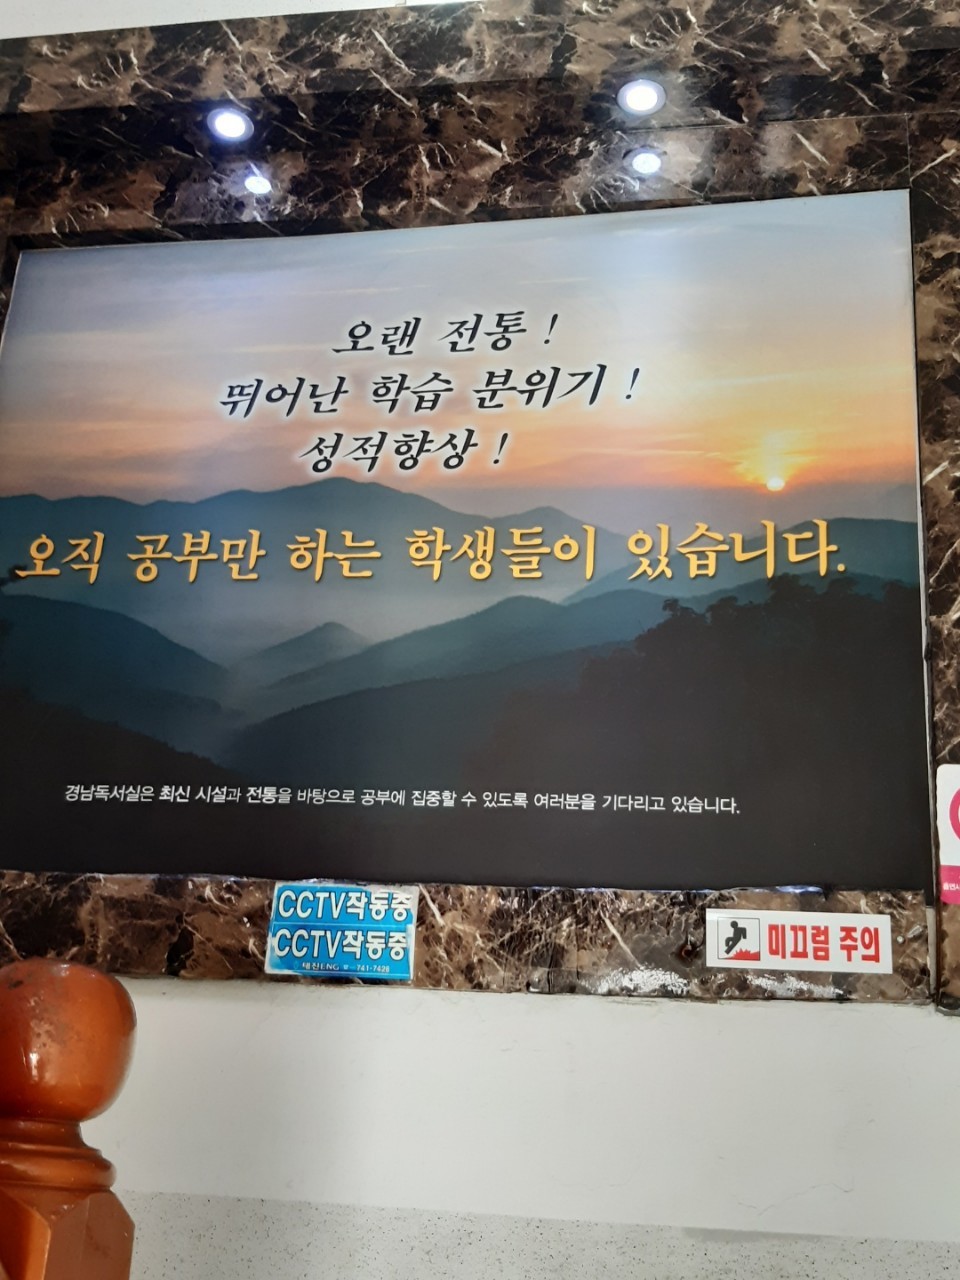 오랜 전통!
뛰어난 학습 분위기!
성적향상!
오직 공부만 하는 학생들이 있습니다.
경남독서실은 최신 시설과 전통을 바탕으로 공부에 집중할 수 있도록 여러분을 기다리고 있습니다.
CCTV작동중
CCTV작동중
741-7428
미끄럼 주의